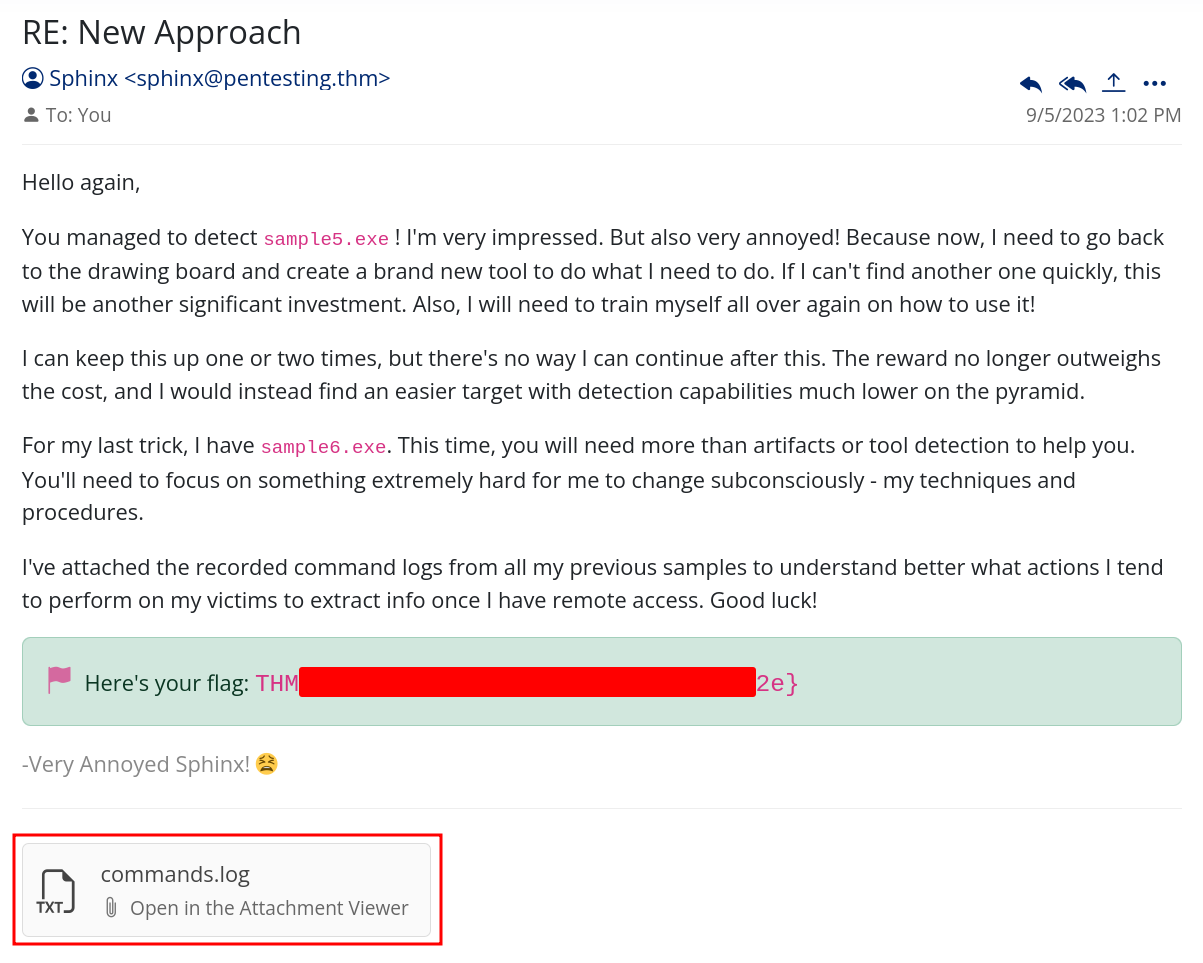 RE: New Approach
Sphinx <sphinx@pentesting.thm>
To: You
9/5/2023 1:02 PM
Hello again,
You managed to detect sample5.exe ! I'm very impressed. But also very annoyed! Because now, I need to go back
to the drawing board and create a brand new tool to do what I need to do. If I can't find another one quickly, this
will be another significant investment. Also, I will need to train myself all over again on how to use it!
I can keep this up one or two times, but there's no way I can continue after this. The reward no longer outweighs
the cost, and I would instead find an easier target with detection capabilities much lower on the pyramid.
For my last trick, I have sample6.exe. This time, you will need more than artifacts or tool detection to help you.
You'll need to focus on something extremely hard for me to change subconsciously - my techniques and
procedures.
I've attached the recorded command logs from all my previous samples to understand better what actions I tend
to perform on my victims to extract info once I have remote access. Good luck!
Here's your flag: THM 2e}
-Very Annoyed Sphinx! 😫
commands.log
TXT
Open in the Attachment Viewer